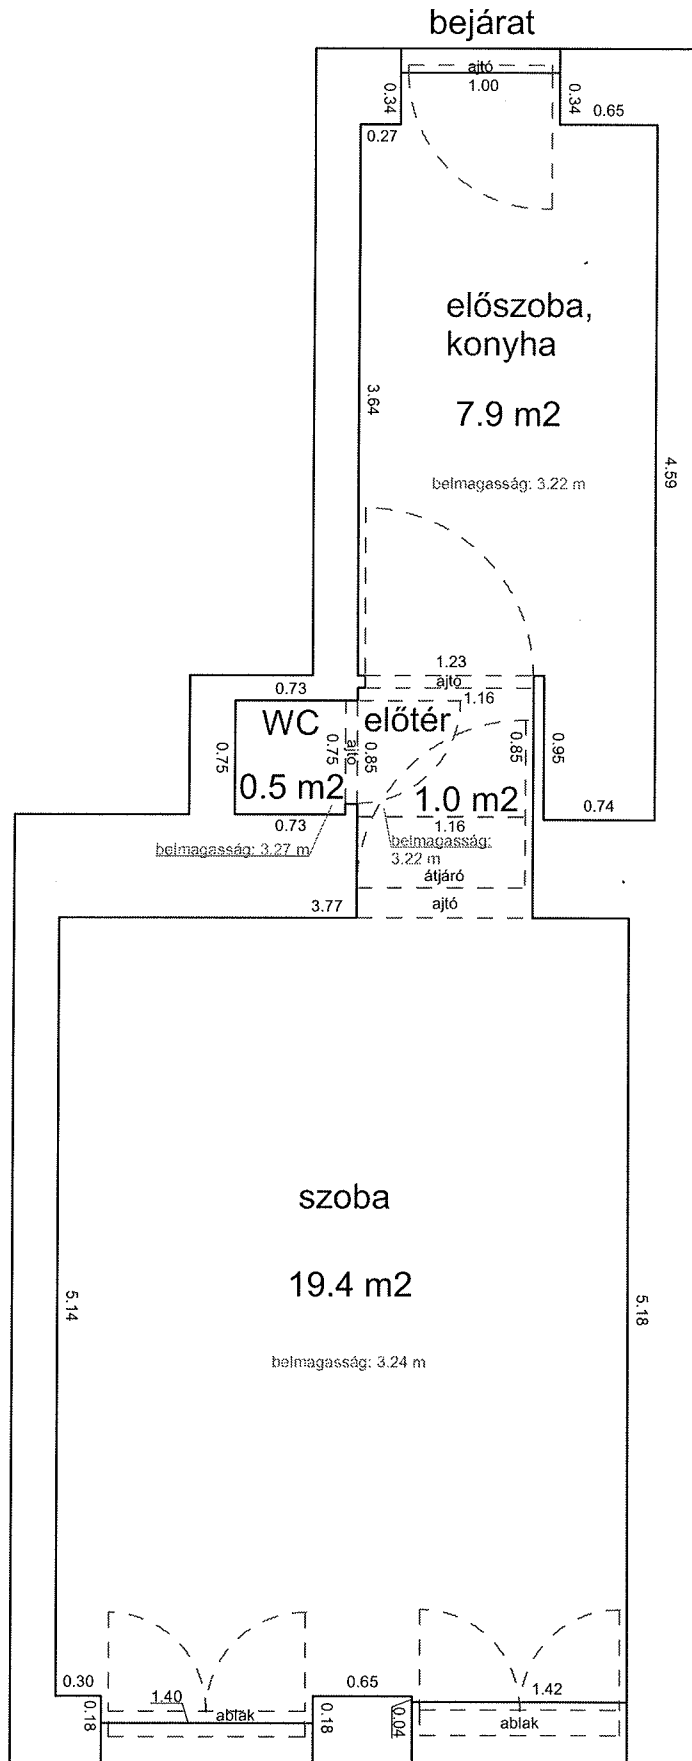 bejárat
ajtó
1.00
0.34
0.34
0.65
0.27
előszoba,
konyha
3.64
7.9 m2
4.59
belmagasság: 3.22 m
1.23
ajtó
0.73
1.16
WC
előtér
0.75
0.75
ajtó
0.85
0.85
0.95
0.5 m2
1.0 m2
0.74
0.73
1.16
belmagasság: 3.27 m
belmagasság:
3.22 m
átjáró
3.77
ajtó
szoba
19.4 m2
5.14
5.18
belmagasság: 3.24 m
0.30
0.65
1.42
1.40
0.18
ablak
0.18
0.04
ablak